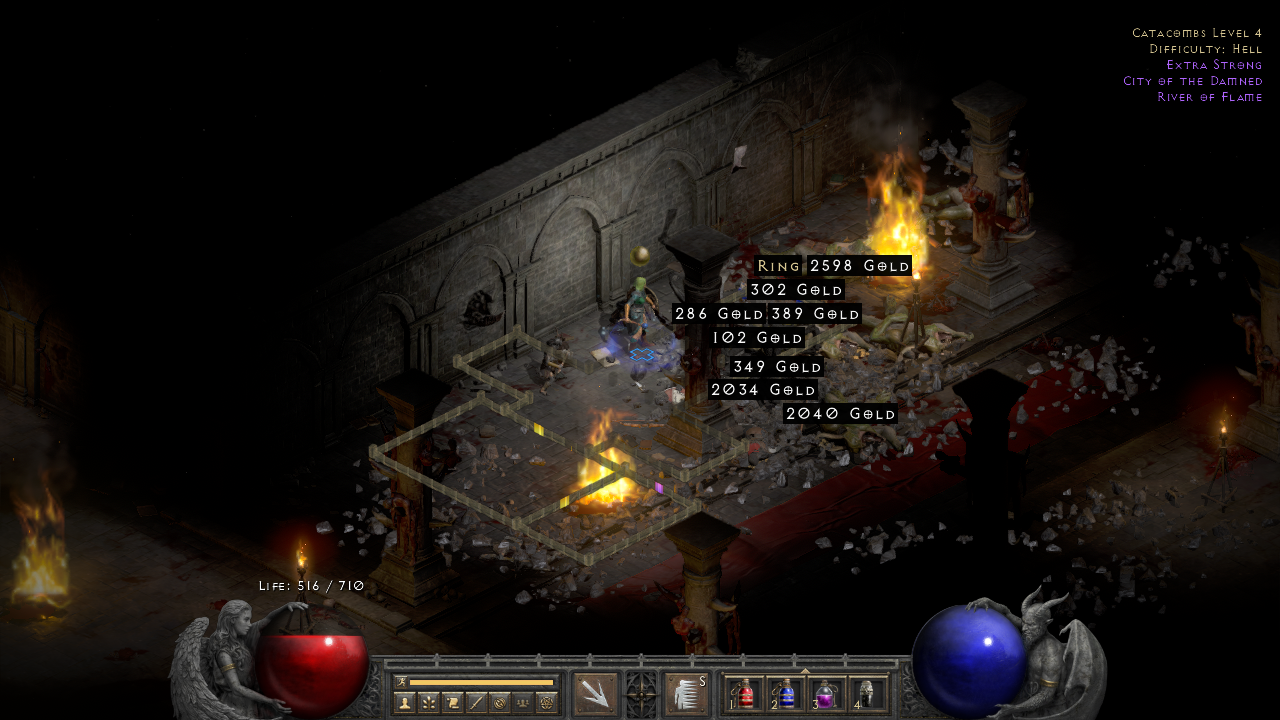 Catacombs Level 4
Difficulty: Hell
Extra Strong
City of the Damned
River of Flame
Ring 2598 Gold
302 Gold
286 Gold 389 Gold
102 Gold
349 Gold
2034 Gold
2040 Gold
Life: 516 / 710
S
1 2 3 4